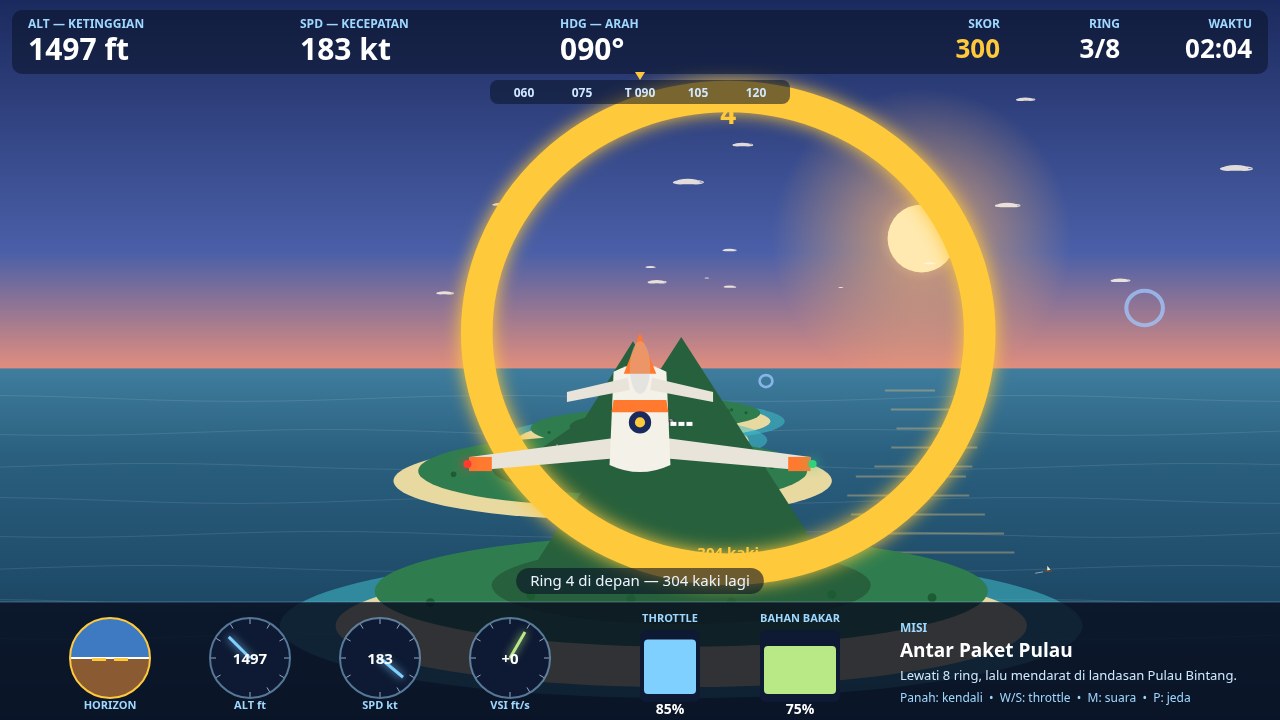 ALT — KETINGGIAN
1497 ft
SPD — KECEPATAN
183 kt
HDG — ARAH
090°
SKOR
300
RING
3/8
WAKTU
02:04
060 075 T 090 105 120
4
304 kaki
Ring 4 di depan — 304 kaki lagi
HORIZON
1497
ALT ft
183
SPD kt
+0
VSI ft/s
THROTTLE
85%
BAHAN BAKAR
75%
MISI
Antar Paket Pulau
Lewati 8 ring, lalu mendarat di landasan Pulau Bintang.
Panah: kendali • W/S: throttle • M: suara • P: jeda